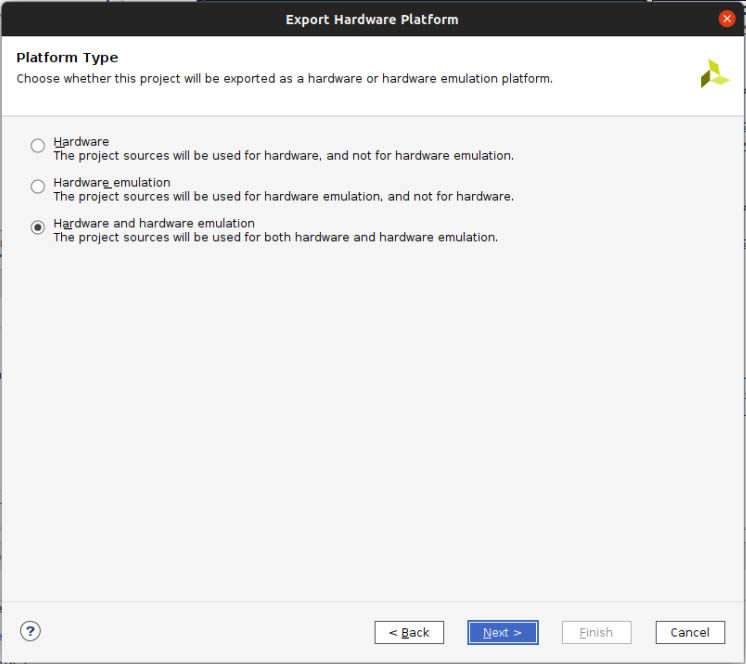 Export Hardware Platform
Platform Type
Choose whether this project will be exported as a hardware or hardware emulation platform.
Hardware
The project sources will be used for hardware, and not for hardware emulation.
Hardware emulation
The project sources will be used for hardware emulation, and not for hardware.
Hardware and hardware emulation
The project sources will be used for both hardware and hardware emulation.
?
< Back
Next >
Finish
Cancel